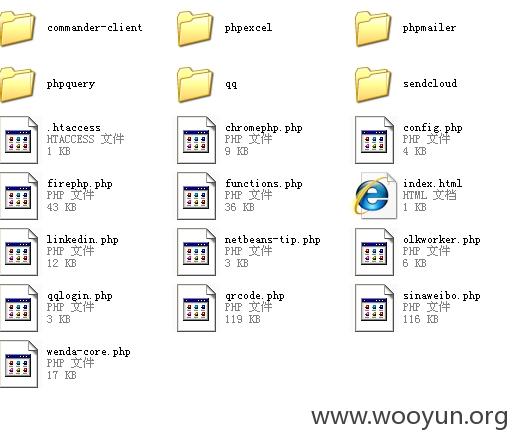 commander-client
phpexcel
phpmailer
phpquery
qq
sendcloud
.htaccess
HTACCESS 文件
1 KB
chromephp.php
PHP 文件
9 KB
config.php
PHP 文件
4 KB
firephp.php
PHP 文件
43 KB
functions.php
PHP 文件
36 KB
index.html
HTML 文档
1 KB
linkedin.php
PHP 文件
12 KB
netbeans-tip.php
PHP 文件
3 KB
olkworker.php
PHP 文件
6 KB
qqlogin.php
PHP 文件
3 KB
qrcode.php
PHP 文件
119 KB
sinaweibo.php
PHP 文件
116 KB
wenda-core.php
PHP 文件
17 KB
www.wooyun.org